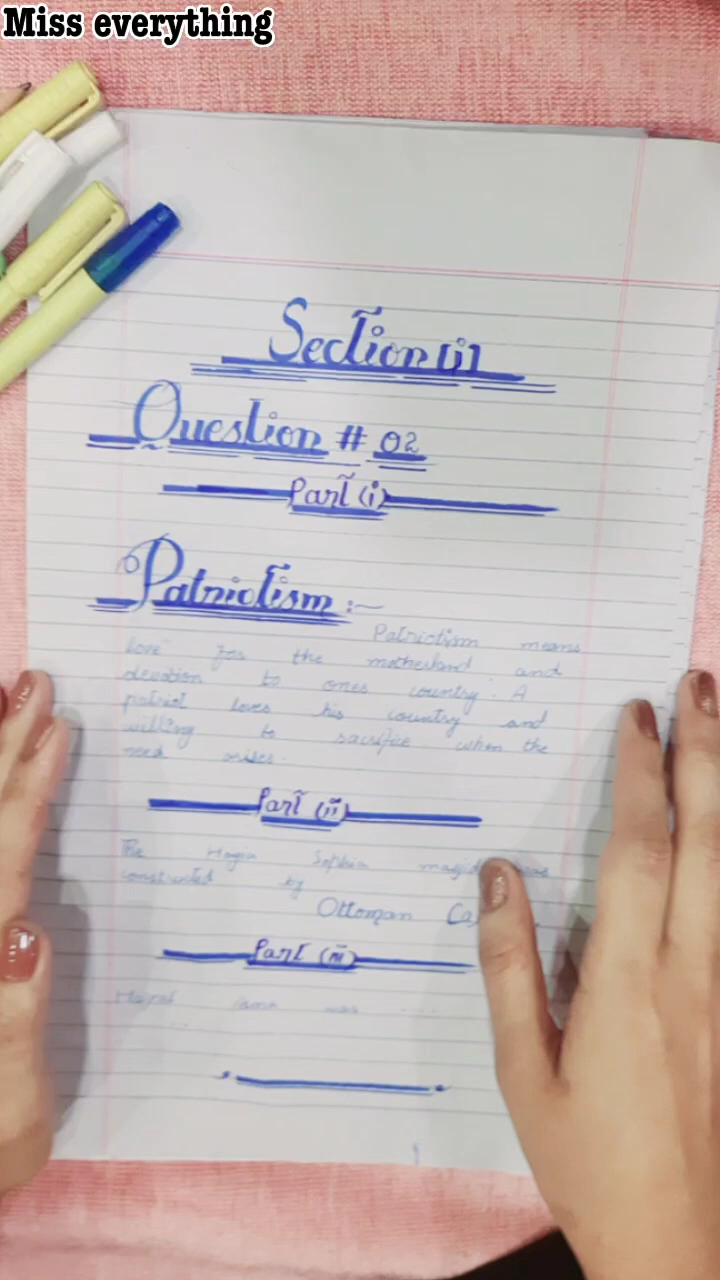 Miss everything
Section (i)
Question # 02
Part (i)
Patriotism :-
Patriotism means
love for the motherland and
devotion to ones country. A
patriot loves his country and
willing to sacrifice when the
need arises.
Part (ii)
The Hagia Sophia
constructed by
Ottoman
Part (iii)
was ....